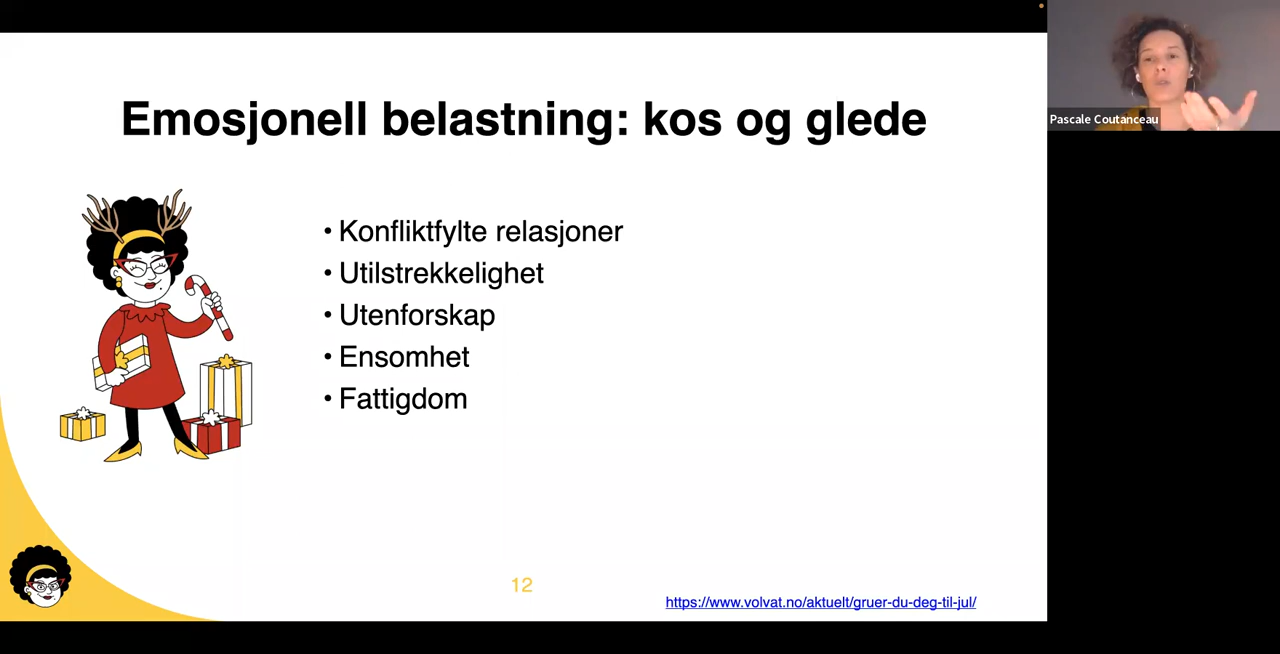 Emosjonell belastning: kos og glede
• Konfliktfylte relasjoner
• Utilstrekkelighet
• Utenforskap
• Ensomhet
• Fattigdom
12
https://www.volvat.no/aktuelt/gruer-du-deg-til-jul/
Pascale Coutanceau